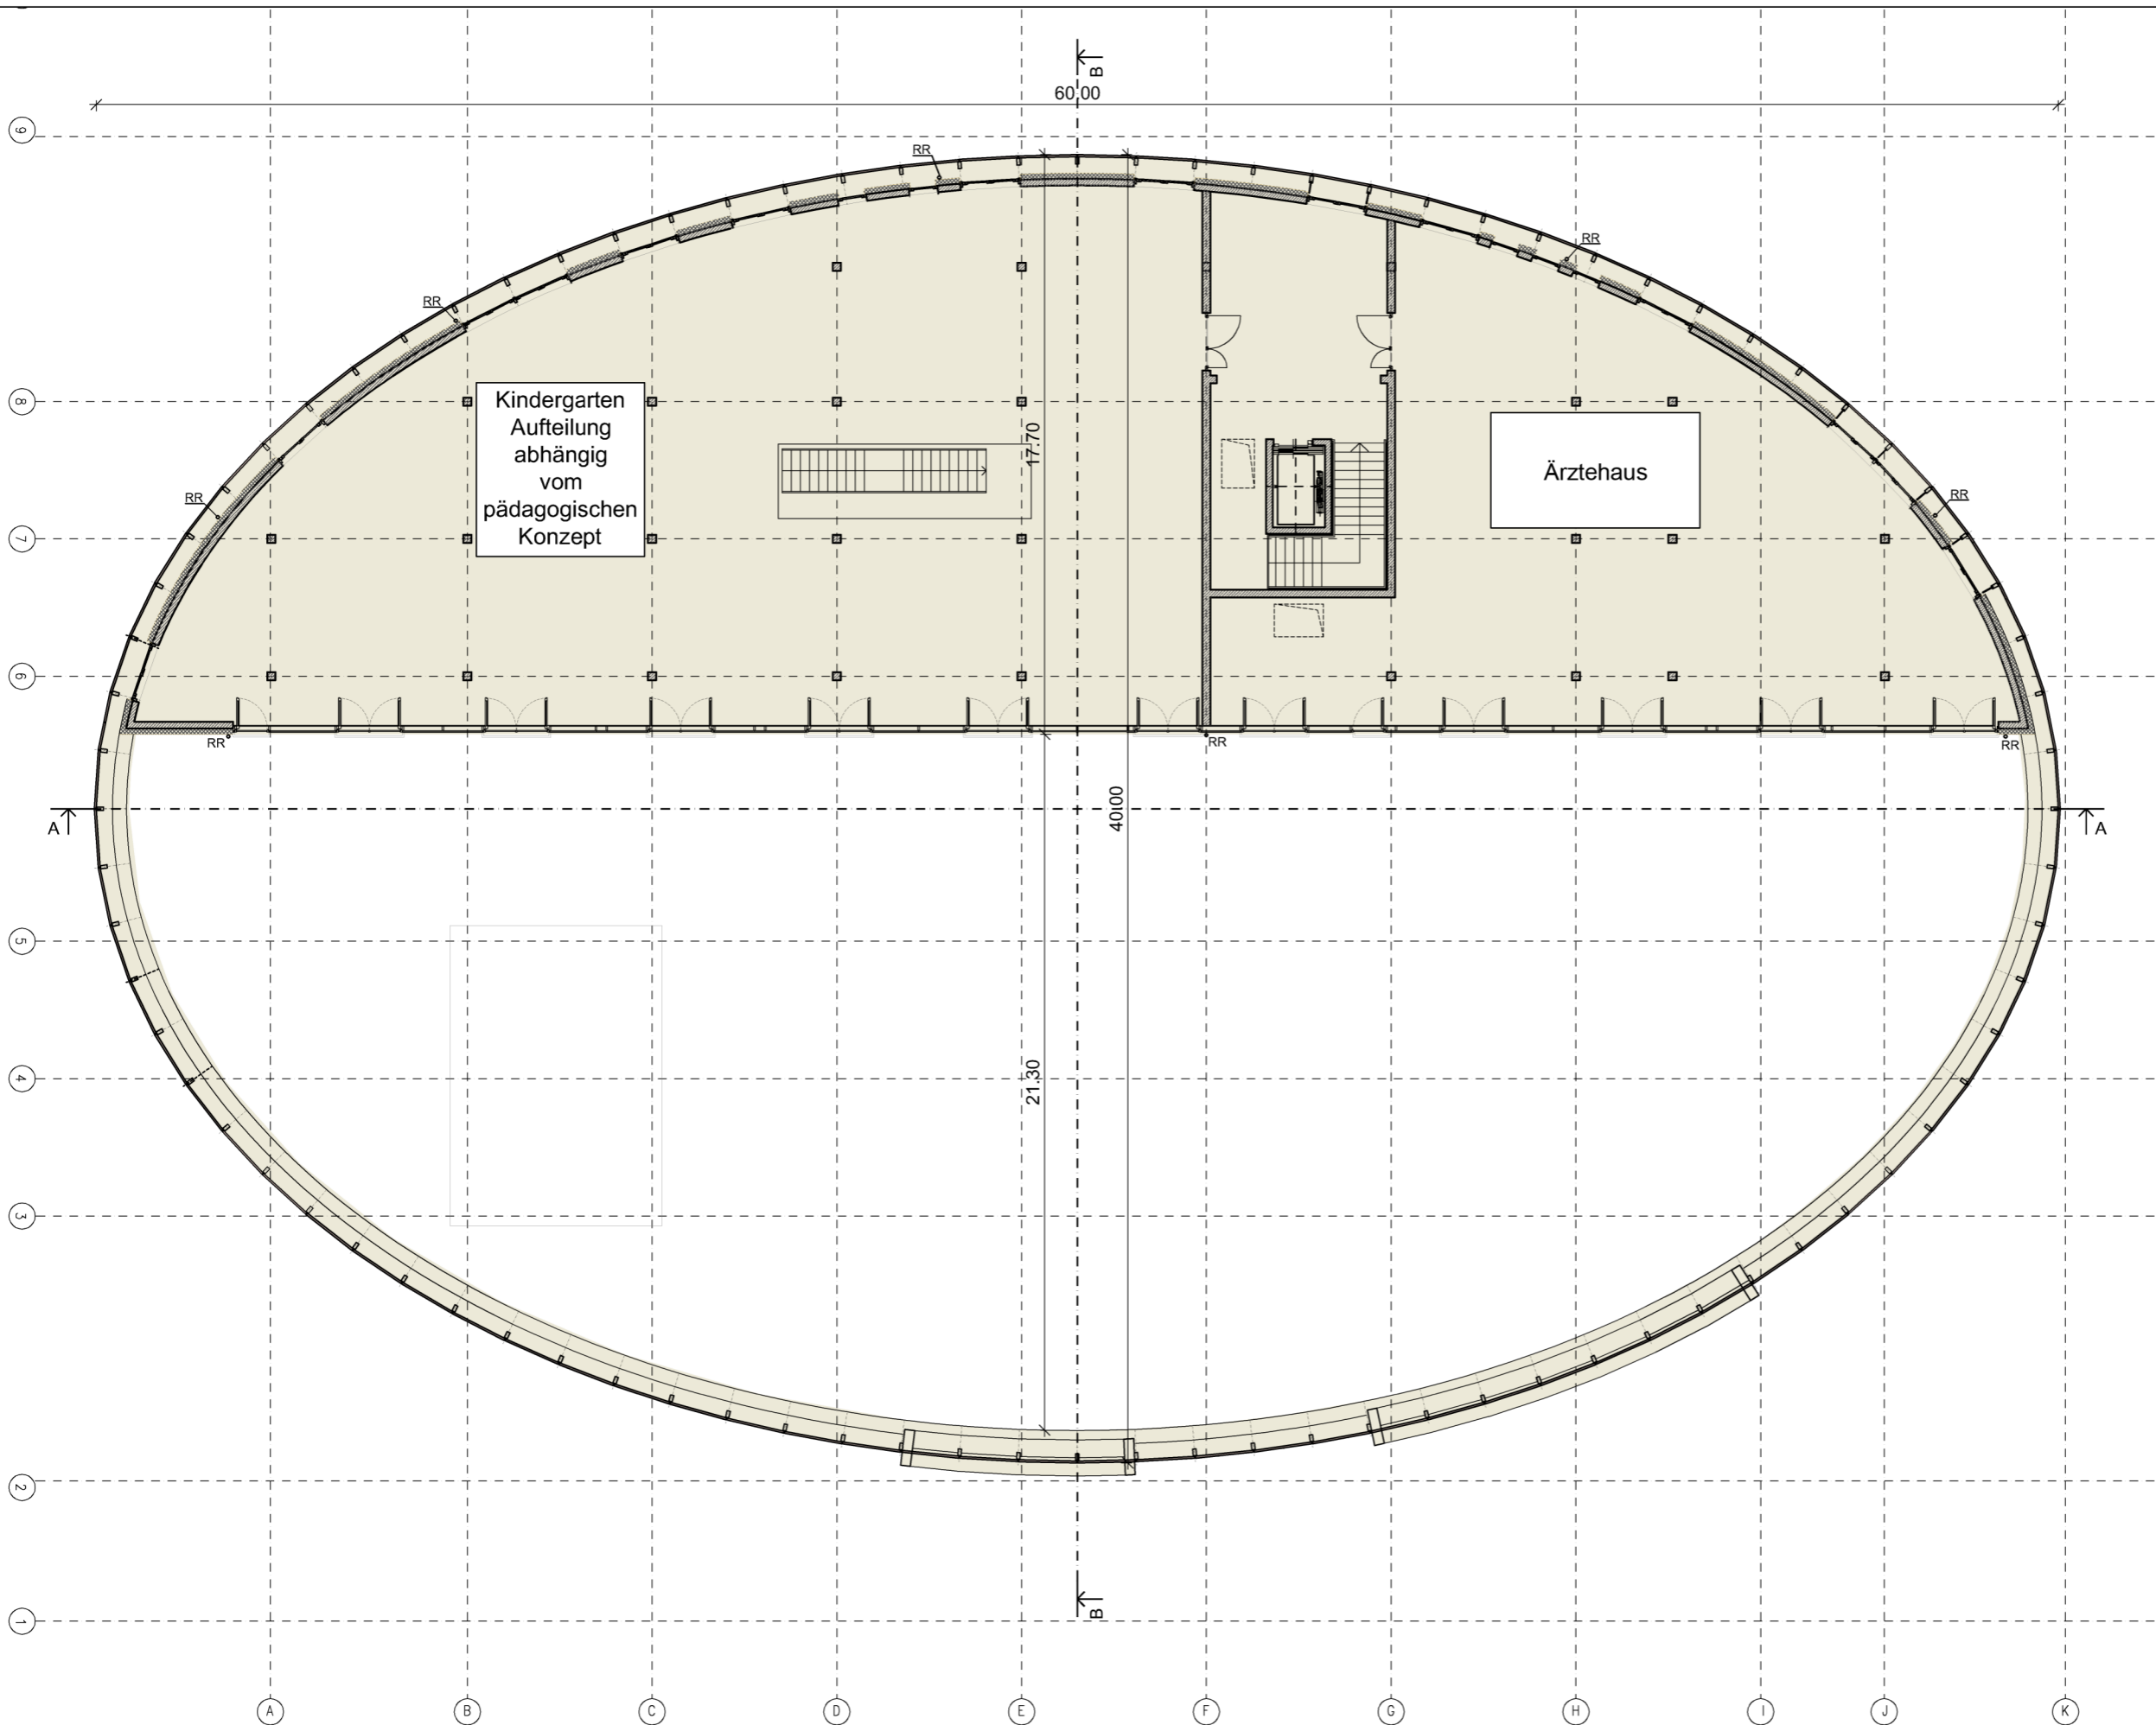 B
60.00
9
RR
RR
RR
8
Kindergarten
Aufteilung
abhängig
vom
pädagogischen
Konzept
17.70
Ärztehaus
RR
RR
7
6
RR
RR
RR
A
40.00
A
5
4
21.30
3
2
B
1
A
B
C
D
E
F
G
H
I
J
K